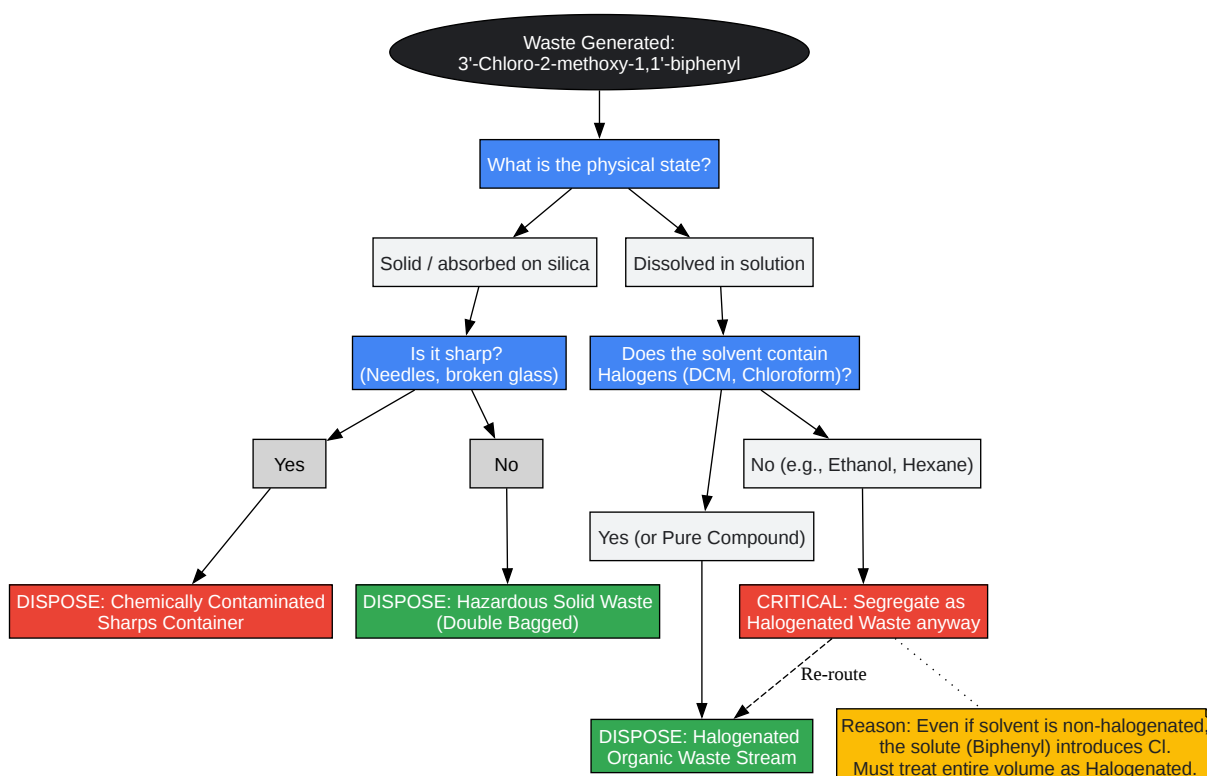 Waste Generated:
3'-Chloro-2-methoxy-1,1'-biphenyl
What is the physical state?
Solid / absorbed on silica
Dissolved in solution
Is it sharp?
(Needles, broken glass)
Does the solvent contain
Halogens (DCM, Chloroform)?
Yes
No
No (e.g., Ethanol, Hexane)
Yes (or Pure Compound)
DISPOSE: Chemically Contaminated
Sharps Container
DISPOSE: Hazardous Solid Waste
(Double Bagged)
CRITICAL: Segregate as
Halogenated Waste anyway
Re-route
DISPOSE: Halogenated
Organic Waste Stream
Reason: Even if solvent is non-halogenated,
the solute (Biphenyl) introduces Cl.
Must treat entire volume as Halogenated.